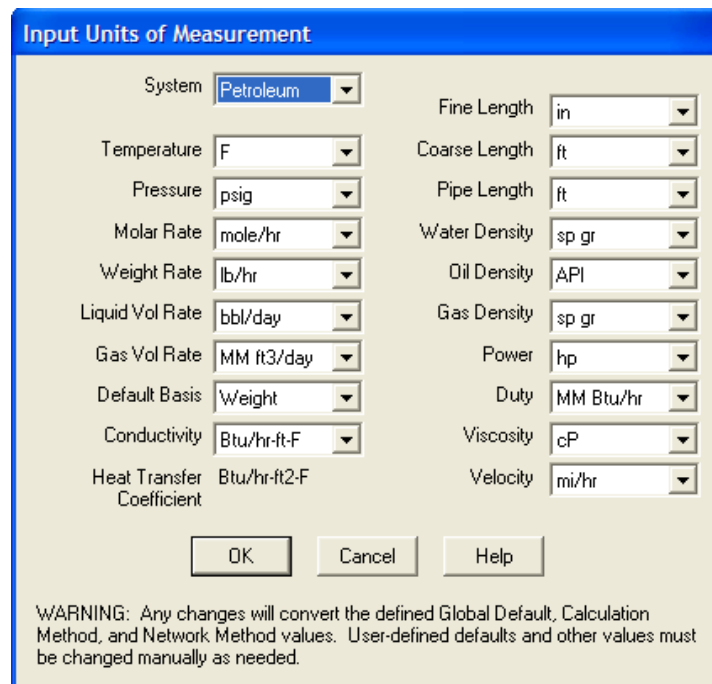 Input Units of Measurement
System Petroleum
Fine Length in
Temperature F
Coarse Length ft
Pressure psig
Pipe Length ft
Molar Rate mole/hr
Water Density sp gr
Weight Rate lb/hr
Oil Density API
Liquid Vol Rate bbl/day
Gas Density sp gr
Gas Vol Rate MM ft3/day
Power hp
Default Basis Weight
Duty MM Btu/hr
Conductivity Btu/hr-ft-F
Viscosity cP
Heat Transfer Btu/hr-ft2-F
Coefficient
Velocity mi/hr
OK Cancel Help
WARNING: Any changes will convert the defined Global Default, Calculation
Method, and Network Method values. User-defined defaults and other values must
be changed manually as needed.